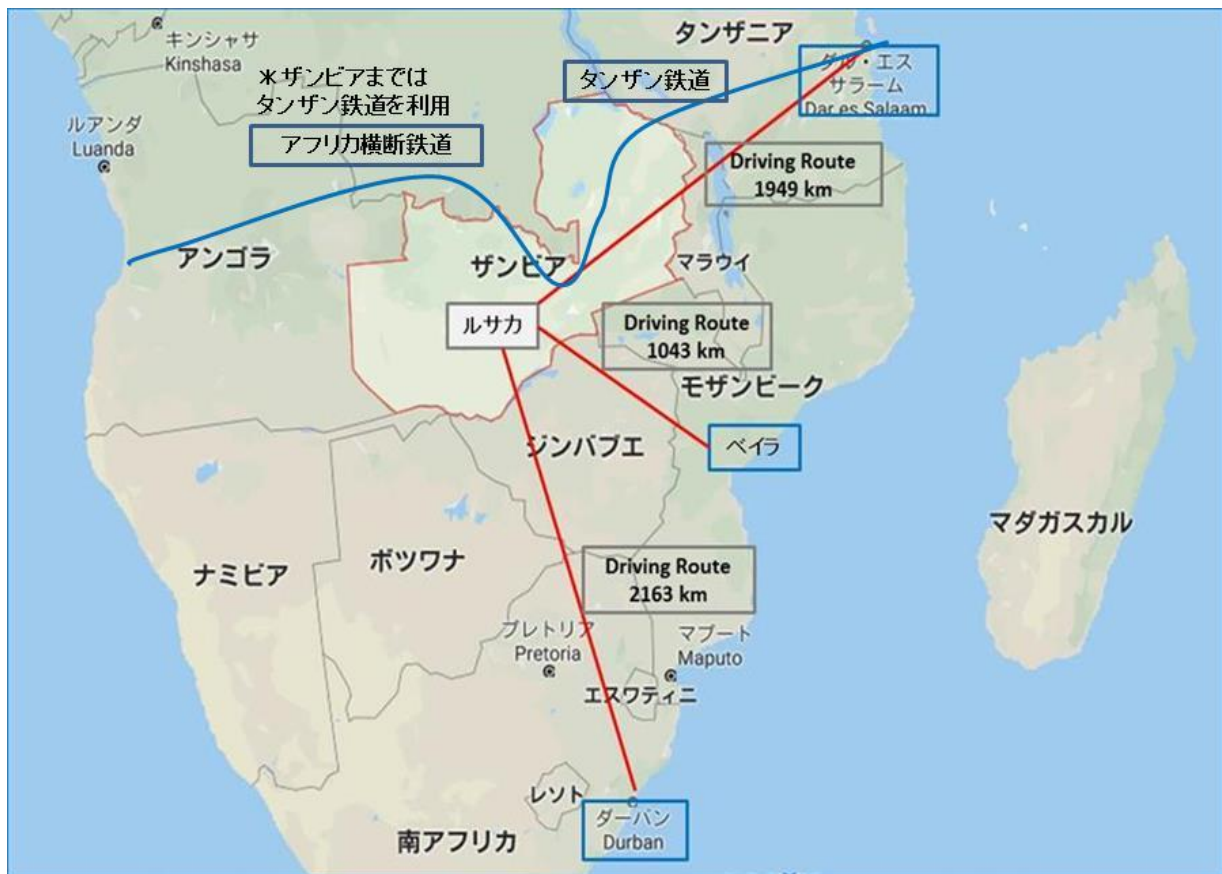 キンシャサ
Kinshasa
タンザニア
*ザンビアまでは
タンザン鉄道を利用
タンザン鉄道
ダル・エス
サラーム
Dar es Salaam
ルアンダ
Luanda
アフリカ横断鉄道
Driving Route
1949 km
アンゴラ
ザンビア
マラウイ
ルサカ
Driving Route
1043 km
モザンビーク
ジンバブエ
ベイラ
マダガスカル
ナミビア
ボツワナ
Driving Route
2163 km
プレトリア
Pretoria
マプート
Maputo
エスワティニ
レソト
ダーバン
Durban
南アフリカ